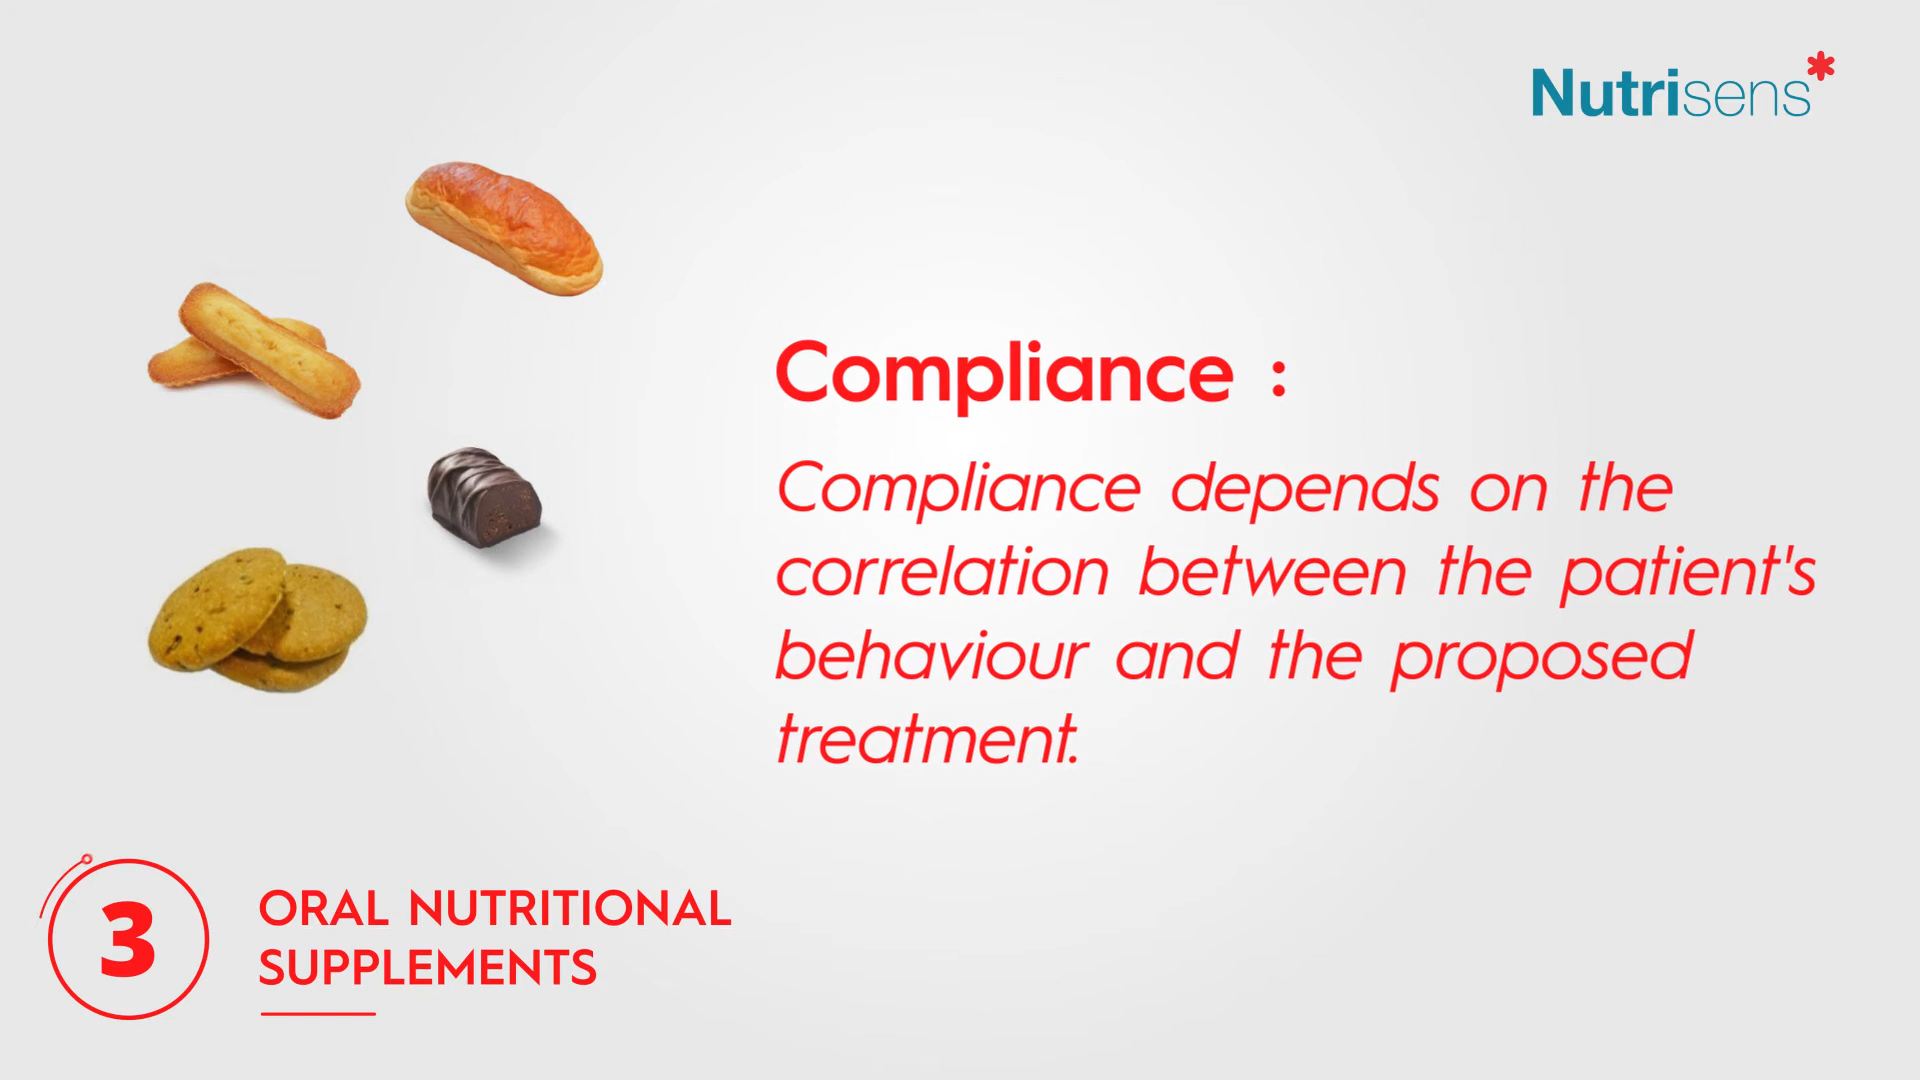 Nutrisens*
Compliance :
Compliance depends on the
correlation between the patient's
behaviour and the proposed
treatment.
3
ORAL NUTRITIONAL
SUPPLEMENTS